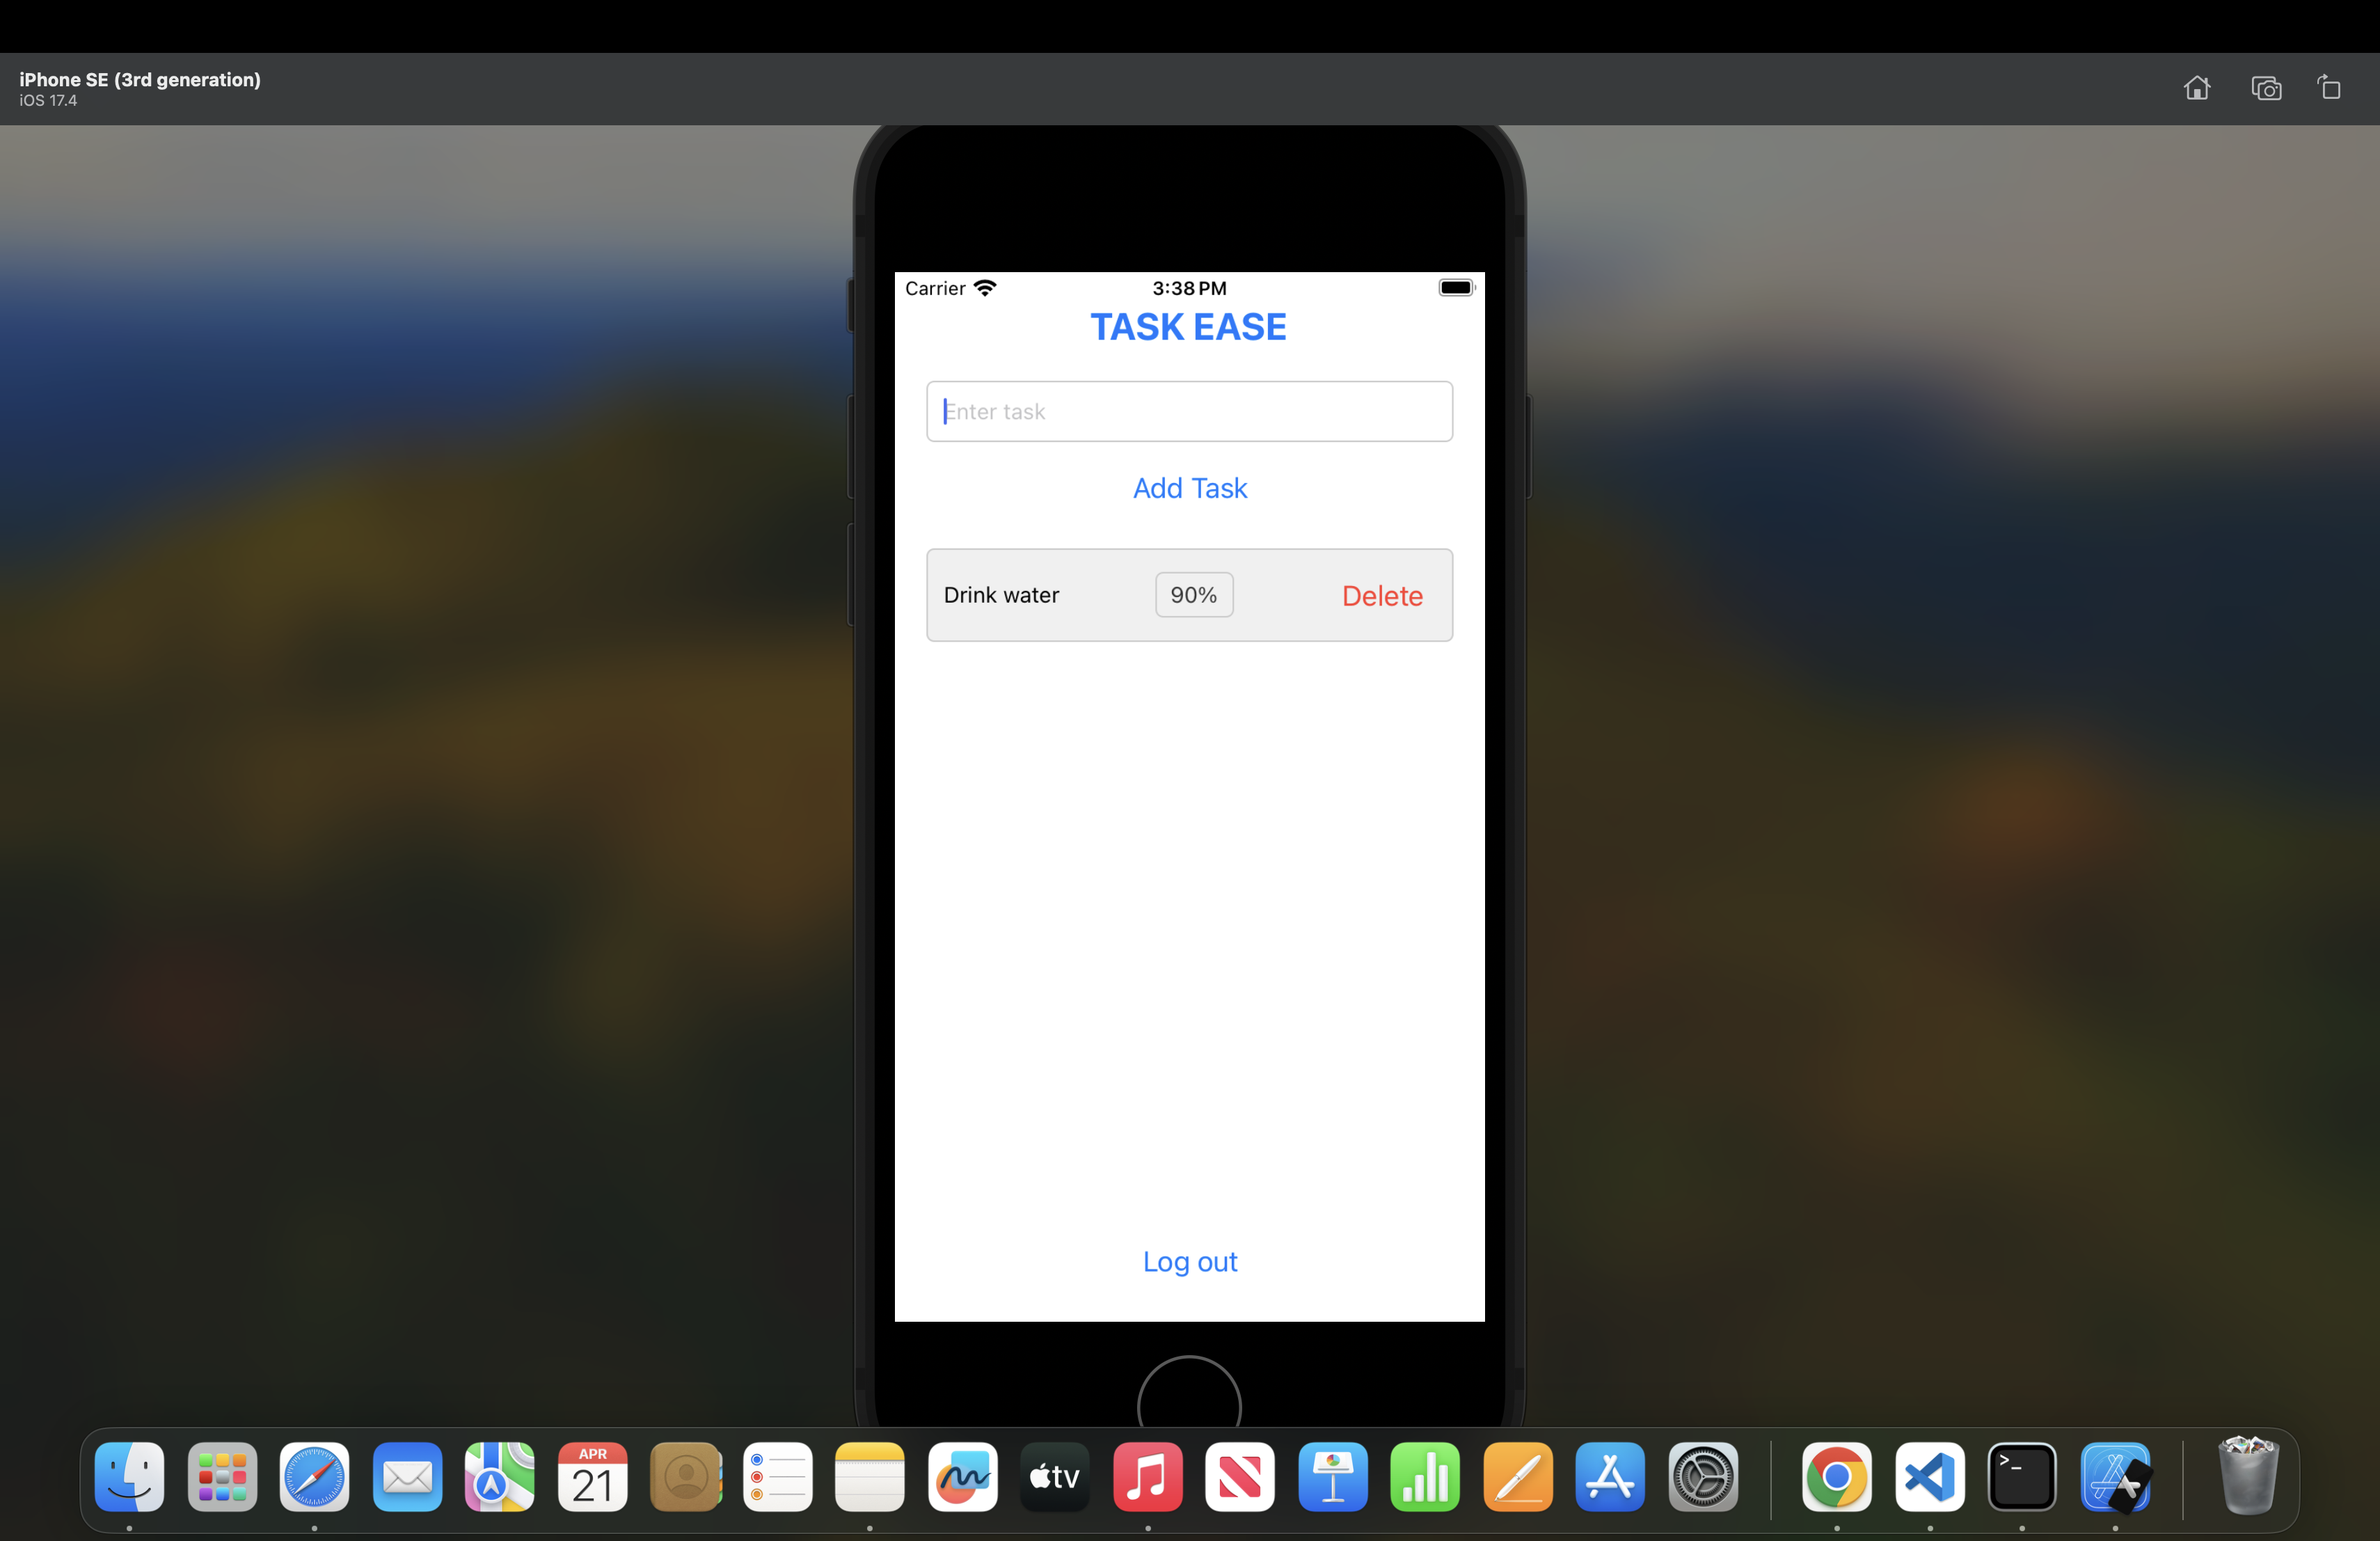 iPhone SE (3rd generation)
iOS 17.4
Carrier 3:38 PM
TASK EASE
Enter task
Add Task
Drink water 90% Delete
Log out
APR
21
tv
>_